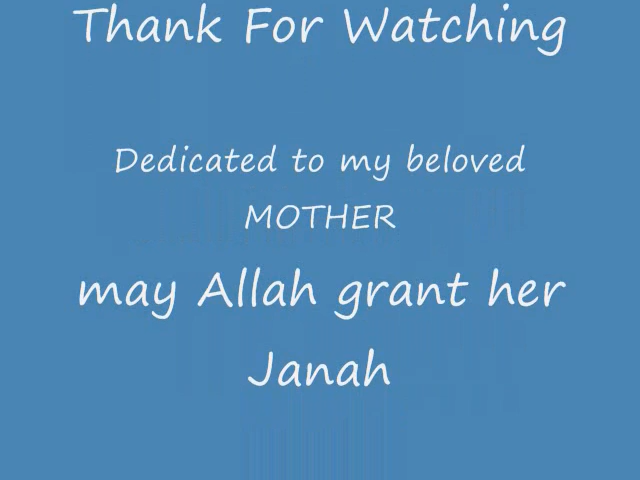 Thank For Watching
Dedicated to my beloved
MOTHER
may Allah grant her
Janah